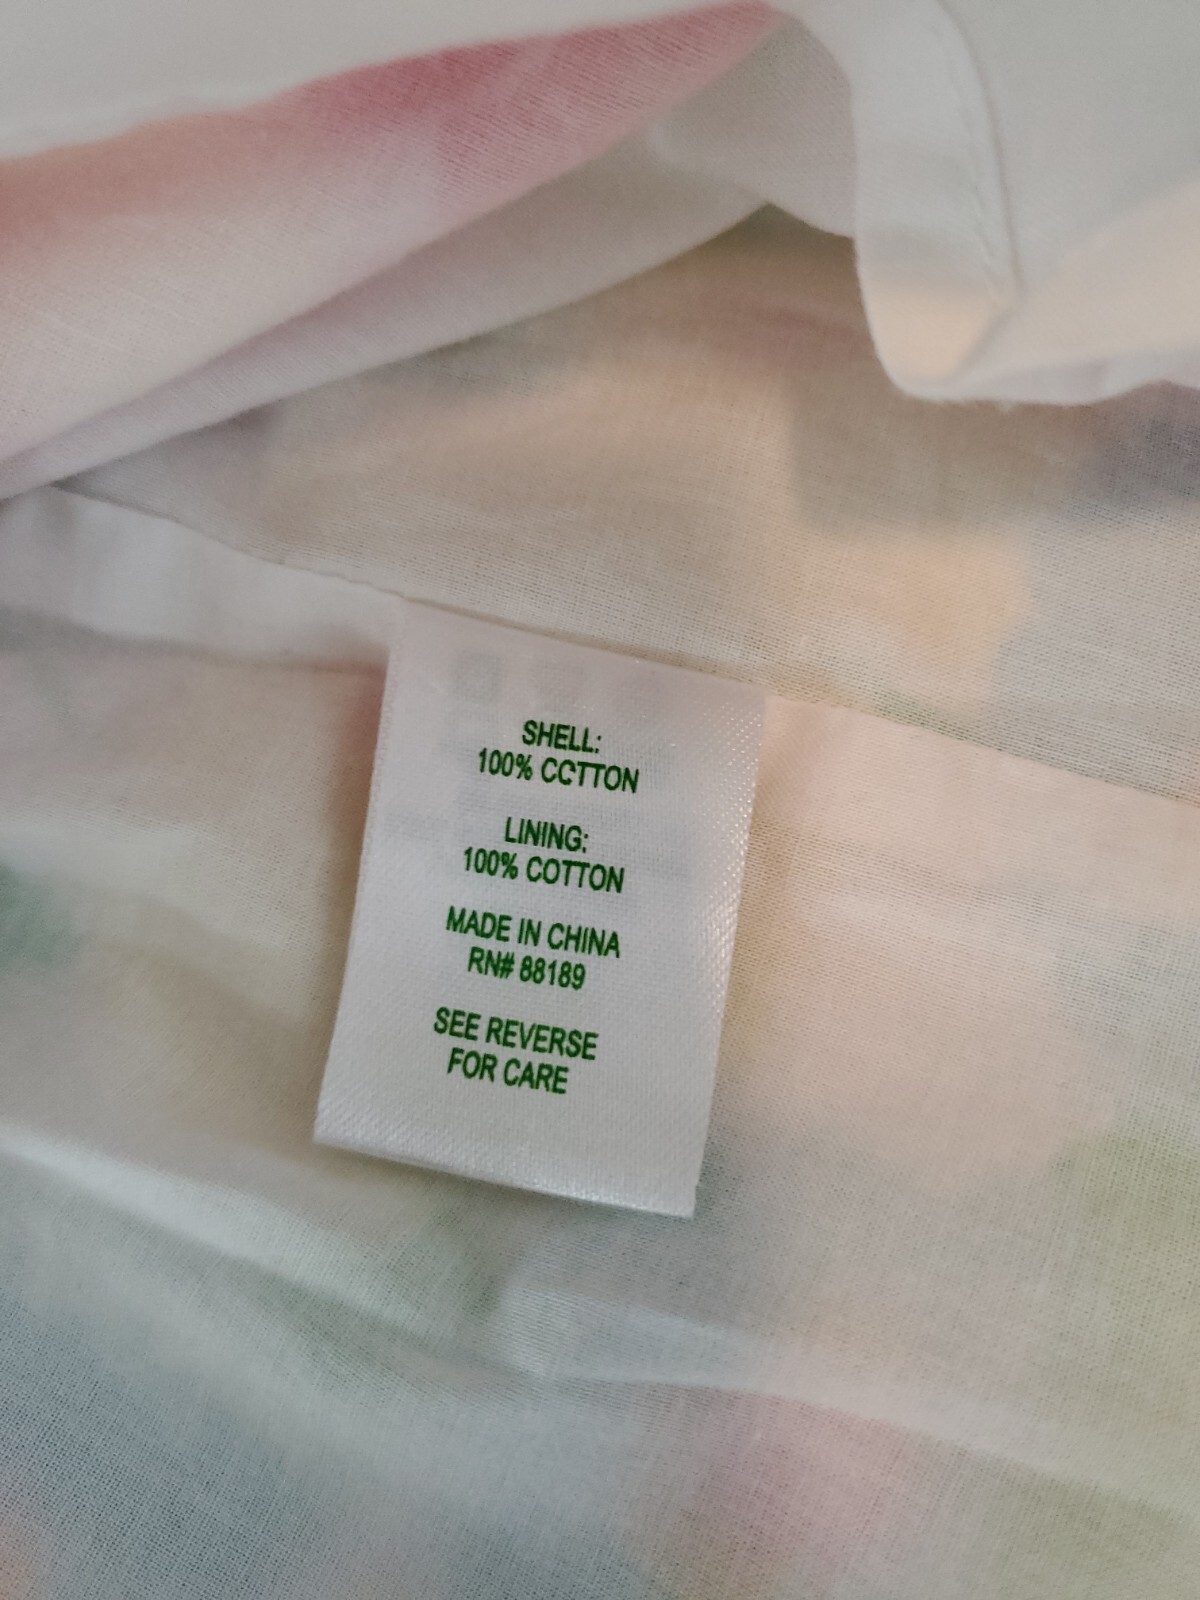 SHELL:
100% CCTTON
LINING:
100% COTTON
MADE IN CHINA
RN# 88189
SEE REVERSE
FOR CARE